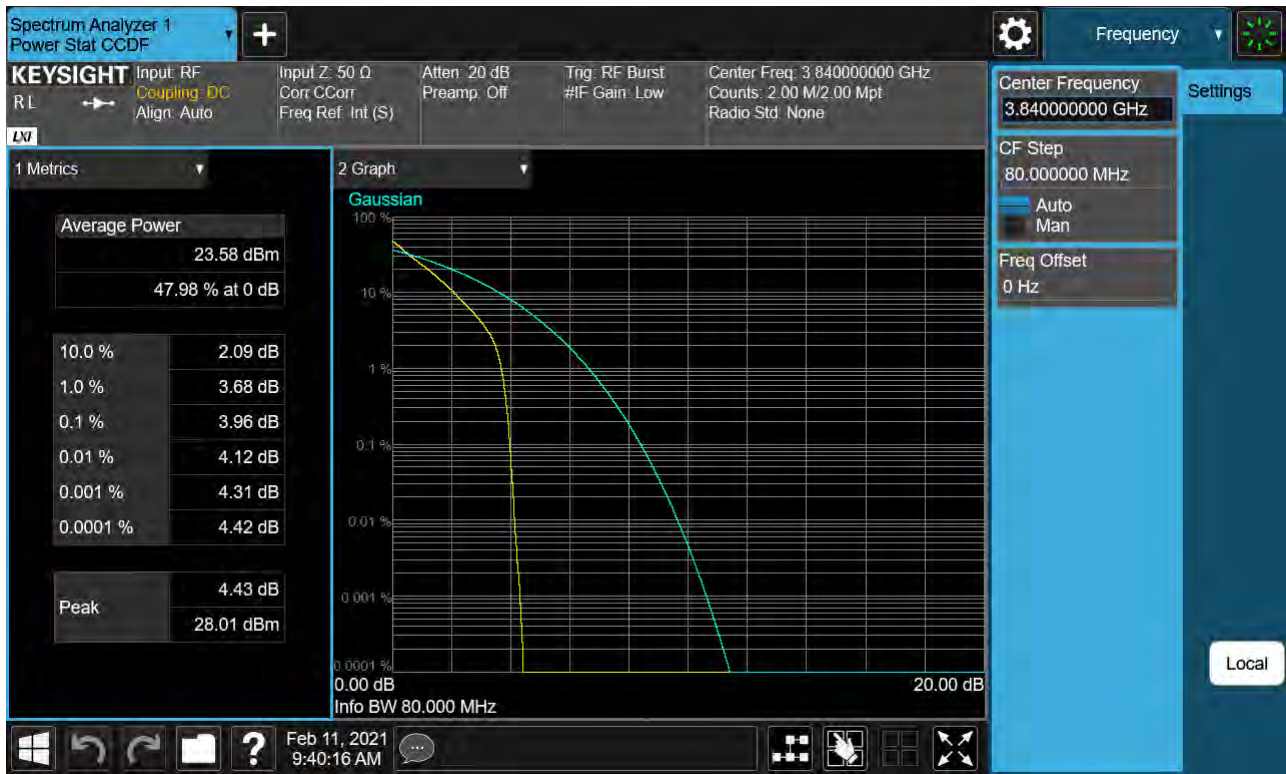 Spectrum Analyzer 1
Power Stat CCDF
+
Frequency
KEYSIGHT
RL
LXI
Input: RF
Coupling: DC
Align: Auto
Input Z: 50 Ω
Corr CCorr
Freq Ref: Int (S)
Atten: 20 dB
Preamp: Off
Trig: RF Burst
#IF Gain: Low
Center Freq: 3.840000000 GHz
Counts: 2.00 M/2.00 Mpt
Radio Std: None
Center Frequency
3.840000000 GHz
Settings
CF Step
80.000000 MHz
Auto
Man
Freq Offset
0 Hz
1 Metrics
Average Power
23.58 dBm
47.98 % at 0 dB
10.0 % 2.09 dB
1.0 % 3.68 dB
0.1 % 3.96 dB
0.01 % 4.12 dB
0.001 % 4.31 dB
0.0001 % 4.42 dB
Peak
4.43 dB
28.01 dBm
2 Graph
Gaussian
100 %
10 %
1 %
0.1 %
0.01 %
0.001 %
0.0001 %
0.00 dB 20.00 dB
Info BW 80.000 MHz
Local
?
Feb 11, 2021
9:40:16 AM